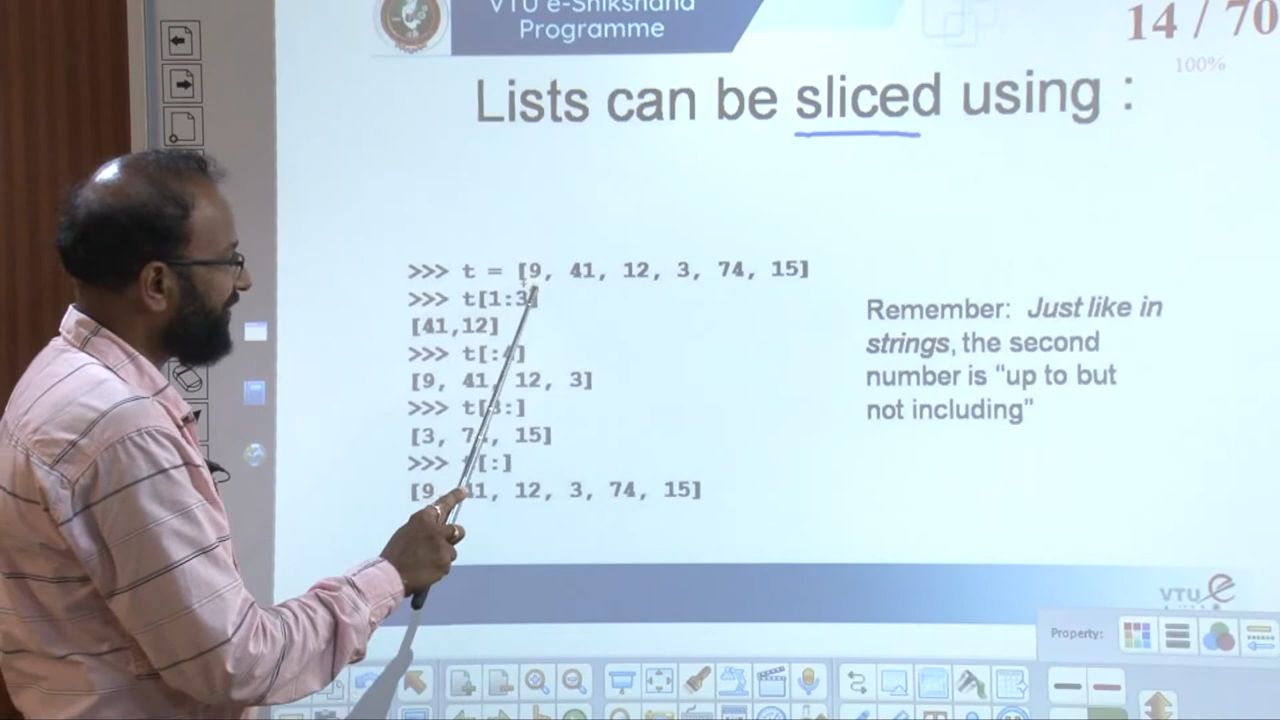 VTU e-Shikshana
Programme
14 / 70
100%
Lists can be sliced using :
>>> t = [9, 41, 12, 3, 74, 15]
>>> t[1:3]
[41,12]
>>> t[:4]
[9, 41, 12, 3]
>>> t[3:]
[3, 74, 15]
>>> t[:]
[9, 41, 12, 3, 74, 15]
Remember: Just like in
strings, the second
number is “up to but
not including”
VTU e
Property: